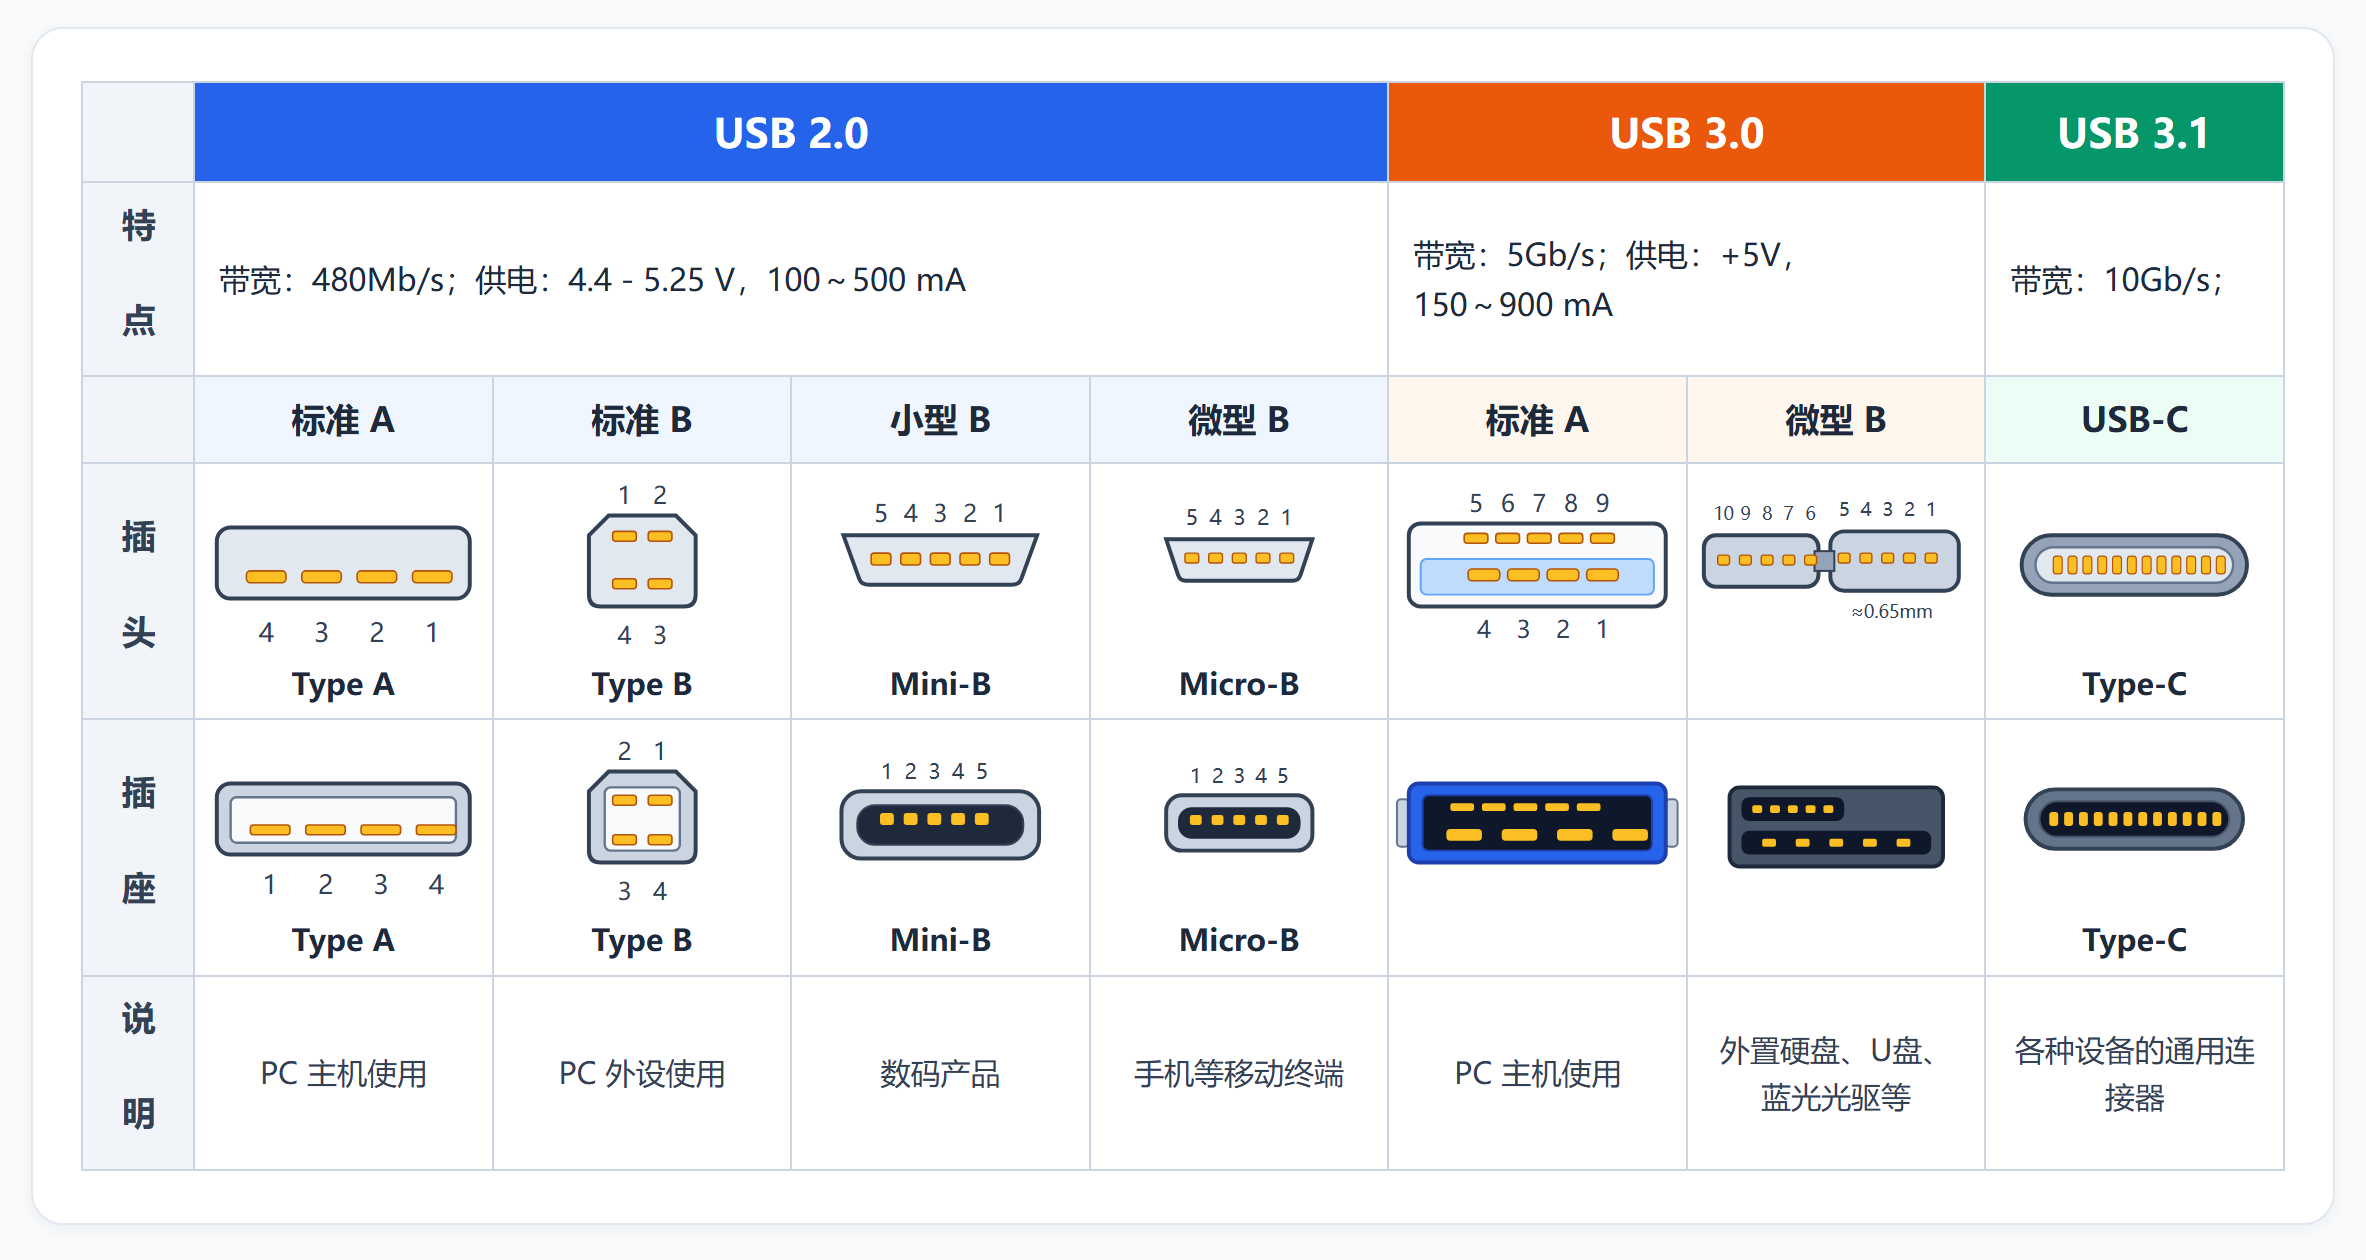 USB 2.0
USB 3.0
USB 3.1
特
点
带宽：480Mb/s；供电：4.4 - 5.25 V，100～500 mA
带宽：5Gb/s；供电：+5V，
150～900 mA
带宽：10Gb/s；
标准 A
标准 B
小型 B
微型 B
标准 A
微型 B
USB-C
插
头
4 3 2 1
Type A
1 2
4 3
Type B
5 4 3 2 1
Mini-B
5 4 3 2 1
Micro-B
5 6 7 8 9
4 3 2 1
10 9 8 7 6
5 4 3 2 1
≈0.65mm
Type-C
插
座
1 2 3 4
Type A
2 1
3 4
Type B
1 2 3 4 5
Mini-B
1 2 3 4 5
Micro-B
Type-C
说
明
PC 主机使用
PC 外设使用
数码产品
手机等移动终端
PC 主机使用
外置硬盘、U盘、
蓝光光驱等
各种设备的通用连
接器